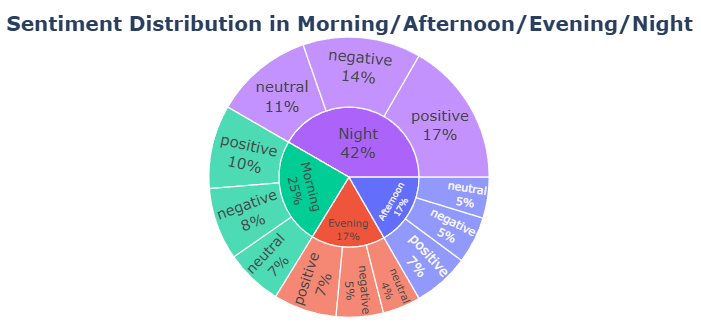 Sentiment Distribution in Morning/Afternoon/Evening/Night
negative
14%
neutral
11%
positive
17%
Night
42%
positive
10%
Morning
25%
Afternoon
17%
neutral
5%
negative
8%
negative
5%
Evening
17%
neutral
7%
positive
7%
positive
7%
negative
5%
neutral
4%